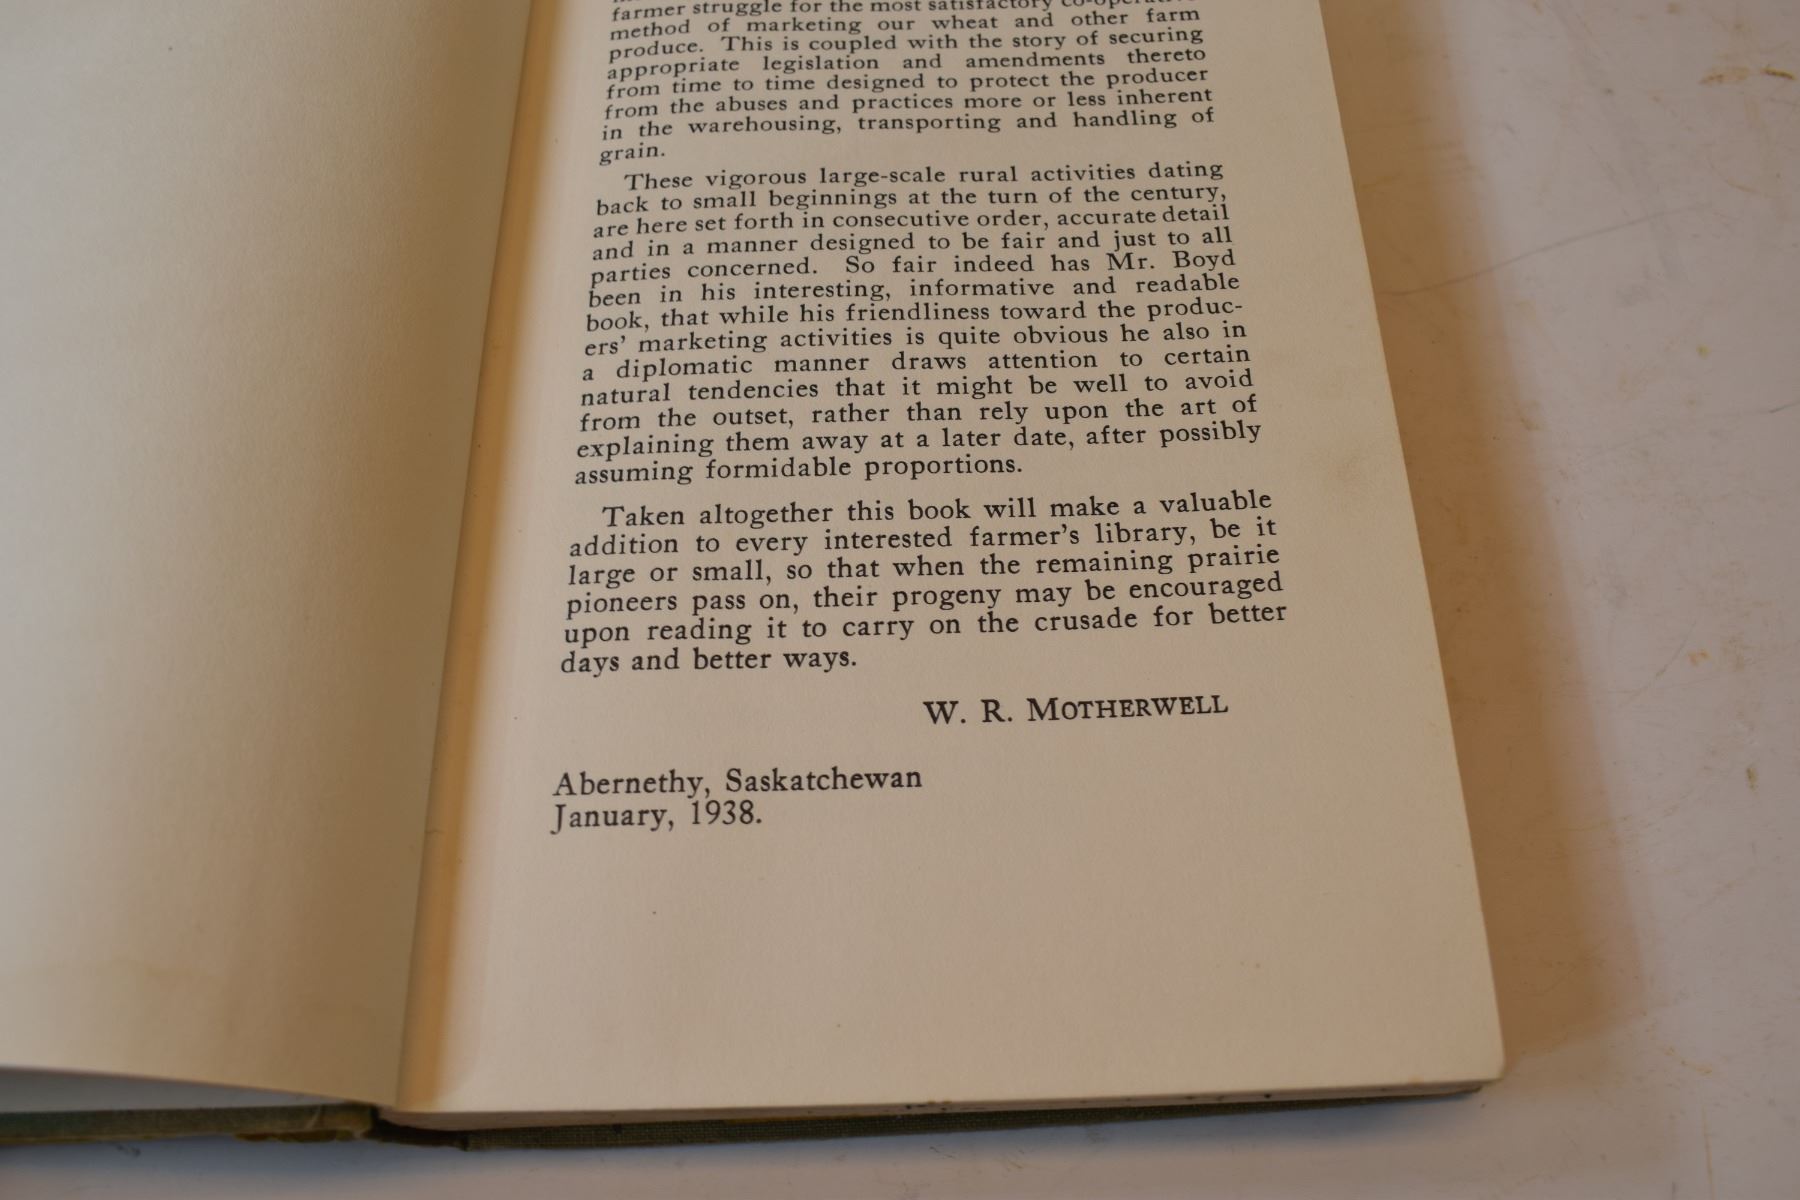 farmer struggle for the most satisfactory co-operative
method of marketing our wheat and other farm
produce. This is coupled with the story of securing
appropriate legislation and amendments thereto
from time to time designed to protect the producer
from the abuses and practices more or less inherent
in the warehousing, transporting and handling of
grain.
These vigorous large-scale rural activities dating
back to small beginnings at the turn of the century,
are here set forth in consecutive order, accurate detail
and in a manner designed to be fair and just to all
parties concerned. So fair indeed has Mr. Boyd
been in his interesting, informative and readable
book, that while his friendliness toward the produc-
ers' marketing activities is quite obvious he also in
a diplomatic manner draws attention to certain
natural tendencies that it might be well to avoid
from the outset, rather than rely upon the art of
explaining them away at a later date, after possibly
assuming formidable proportions.
Taken altogether this book will make a valuable
addition to every interested farmer's library, be it
large or small, so that when the remaining prairie
pioneers pass on, their progeny may be encouraged
upon reading it to carry on the crusade for better
days and better ways.
W. R. MOTHERWELL
Abernethy, Saskatchewan
January, 1938.